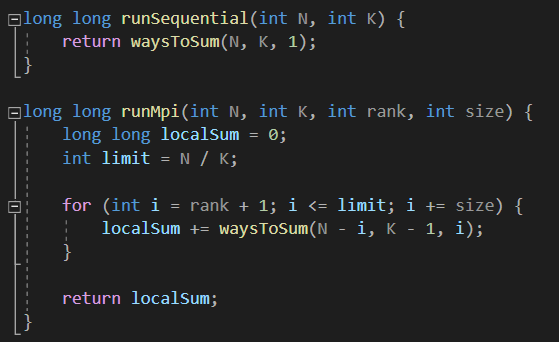 long long runSequential(int N, int K) {
    return waysToSum(N, K, 1);
}

long long runMpi(int N, int K, int rank, int size) {
    long long localSum = 0;
    int limit = N / K;

    for (int i = rank + 1; i <= limit; i += size) {
        localSum += waysToSum(N - i, K - 1, i);
    }

    return localSum;
}